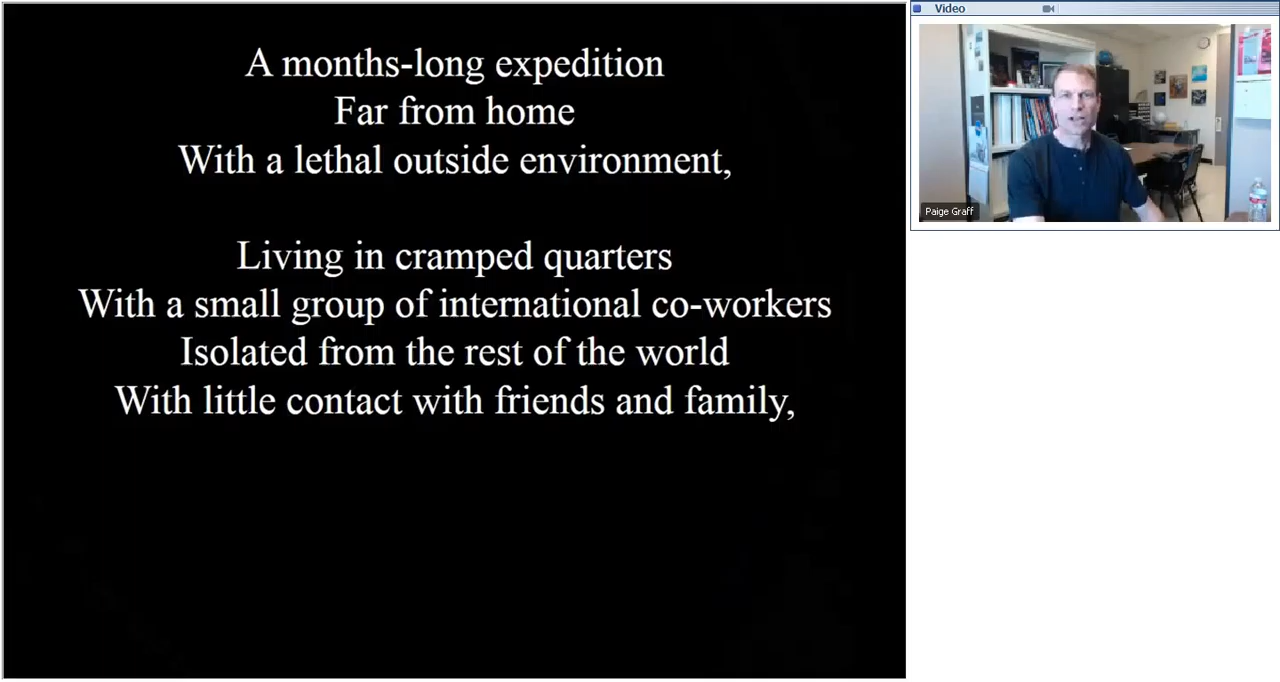 A months-long expedition
Far from home
With a lethal outside environment,
Living in cramped quarters
With a small group of international co-workers
Isolated from the rest of the world
With little contact with friends and family,
Video
Paige Graff